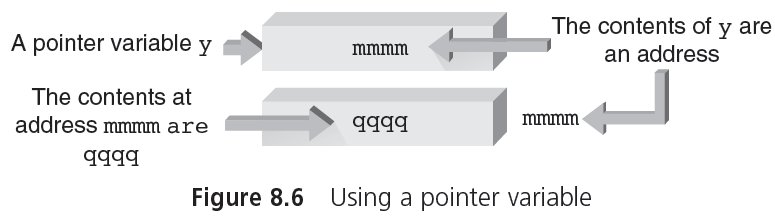 A pointer variable y
mmmm
The contents of y are
an address
The contents at
address mmmm are
qqqq
qqqq
mmmm
Figure 8.6 Using a pointer variable